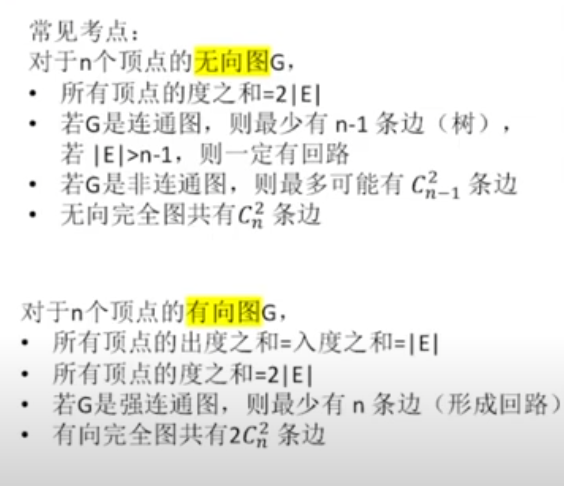 常见考点：
对于n个顶点的无向图G，
• 所有顶点的度之和=2|E|
• 若G是连通图，则最少有 n-1 条边（树），
若 |E|>n-1，则一定有回路
• 若G是非连通图，则最多可能有 C²ₙ₋₁ 条边
• 无向完全图共有C²ₙ 条边
对于n个顶点的有向图G，
• 所有顶点的出度之和=入度之和=|E|
• 所有顶点的度之和=2|E|
• 若G是强连通图，则最少有 n 条边（形成回路）
• 有向完全图共有2C²ₙ 条边